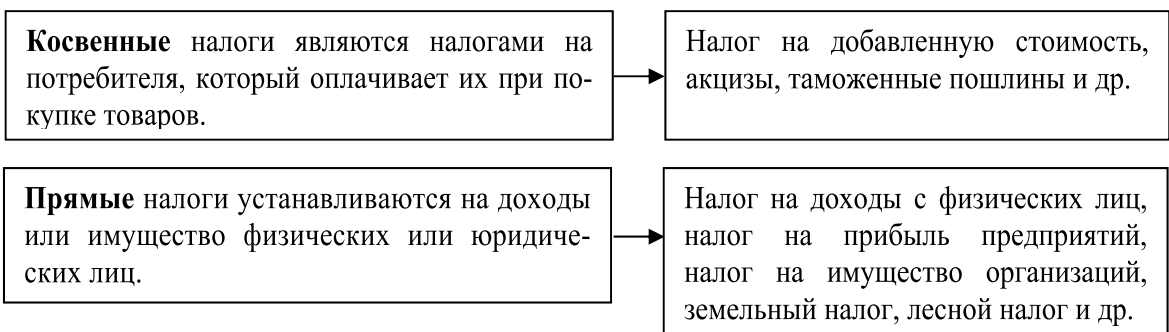 Косвенные налоги являются налогами на
потребителя, который оплачивает их при по-
купке товаров.
Налог на добавленную стоимость,
акцизы, таможенные пошлины и др.
Прямые налоги устанавливаются на доходы
или имущество физических или юридиче-
ских лиц.
Налог на доходы с физических лиц,
налог на прибыль предприятий,
налог на имущество организаций,
земельный налог, лесной налог и др.